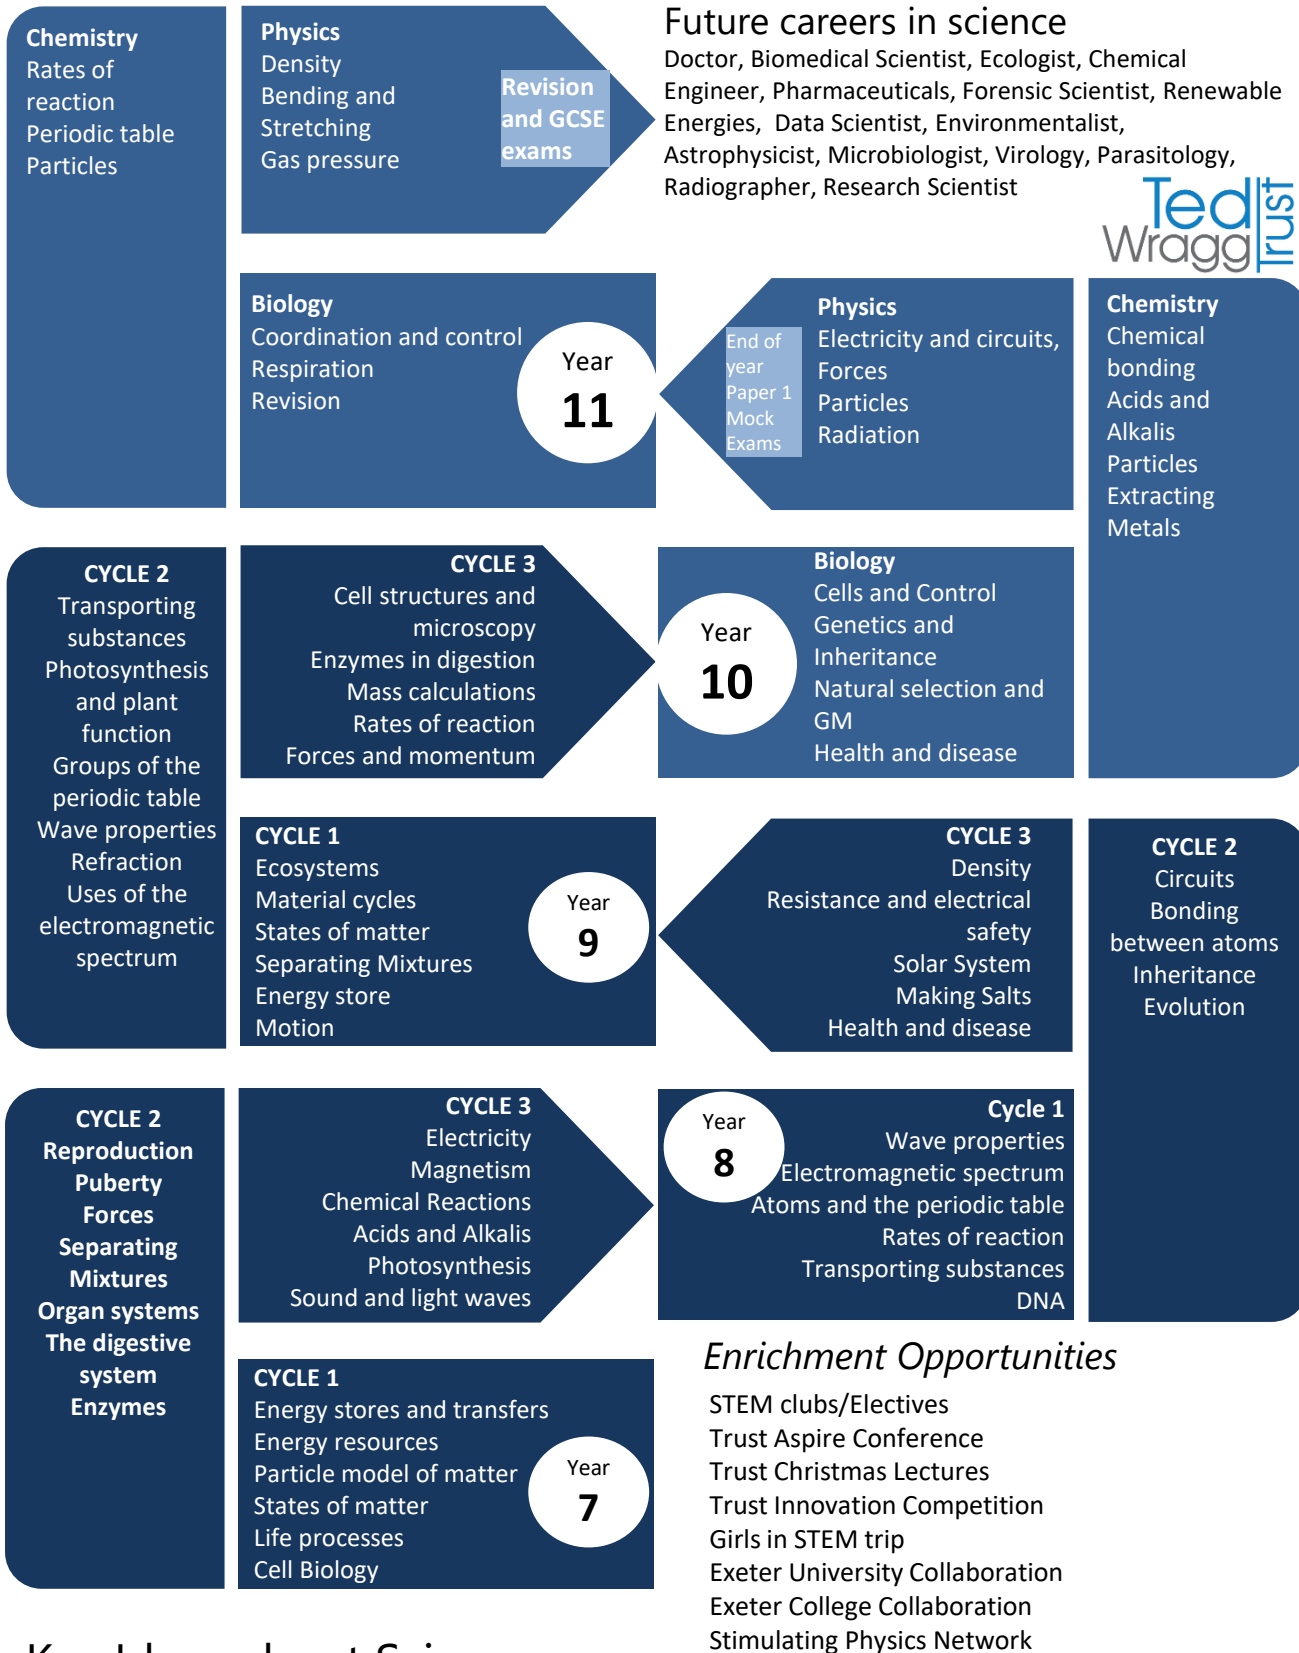 Chemistry
Rates of
reaction
Periodic table
Particles
Physics
Density
Bending and
Stretching
Gas pressure
Revision
and GCSE
exams
Future careers in science
Doctor, Biomedical Scientist, Ecologist, Chemical
Engineer, Pharmaceuticals, Forensic Scientist, Renewable
Energies, Data Scientist, Environmentalist,
Astrophysicist, Microbiologist, Virology, Parasitology,
Radiographer, Research Scientist
Ted
Wragg
Trust
Biology
Coordination and control
Respiration
Revision
Year
11
End of
year
Paper 1
Mock
Exams
Physics
Electricity and circuits,
Forces
Particles
Radiation
Chemistry
Chemical
bonding
Acids and
Alkalis
Particles
Extracting
Metals
CYCLE 2
Transporting
substances
Photosynthesis
and plant
function
Groups of the
periodic table
Wave properties
Refraction
Uses of the
electromagnetic
spectrum
CYCLE 3
Cell structures and
microscopy
Enzymes in digestion
Mass calculations
Rates of reaction
Forces and momentum
Year
10
Biology
Cells and Control
Genetics and
Inheritance
Natural selection and
GM
Health and disease
CYCLE 1
Ecosystems
Material cycles
States of matter
Separating Mixtures
Energy store
Motion
Year
9
CYCLE 3
Density
Resistance and electrical
safety
Solar System
Making Salts
Health and disease
CYCLE 2
Circuits
Bonding
between atoms
Inheritance
Evolution
CYCLE 2
Reproduction
Puberty
Forces
Separating
Mixtures
Organ systems
The digestive
system
Enzymes
CYCLE 3
Electricity
Magnetism
Chemical Reactions
Acids and Alkalis
Photosynthesis
Sound and light waves
Year
8
Cycle 1
Wave properties
Electromagnetic spectrum
Atoms and the periodic table
Rates of reaction
Transporting substances
DNA
CYCLE 1
Energy stores and transfers
Energy resources
Particle model of matter
States of matter
Life processes
Cell Biology
Year
7
Enrichment Opportunities
STEM clubs/Electives
Trust Aspire Conference
Trust Christmas Lectures
Trust Innovation Competition
Girls in STEM trip
Exeter University Collaboration
Exeter College Collaboration
Stimulating Physics Network